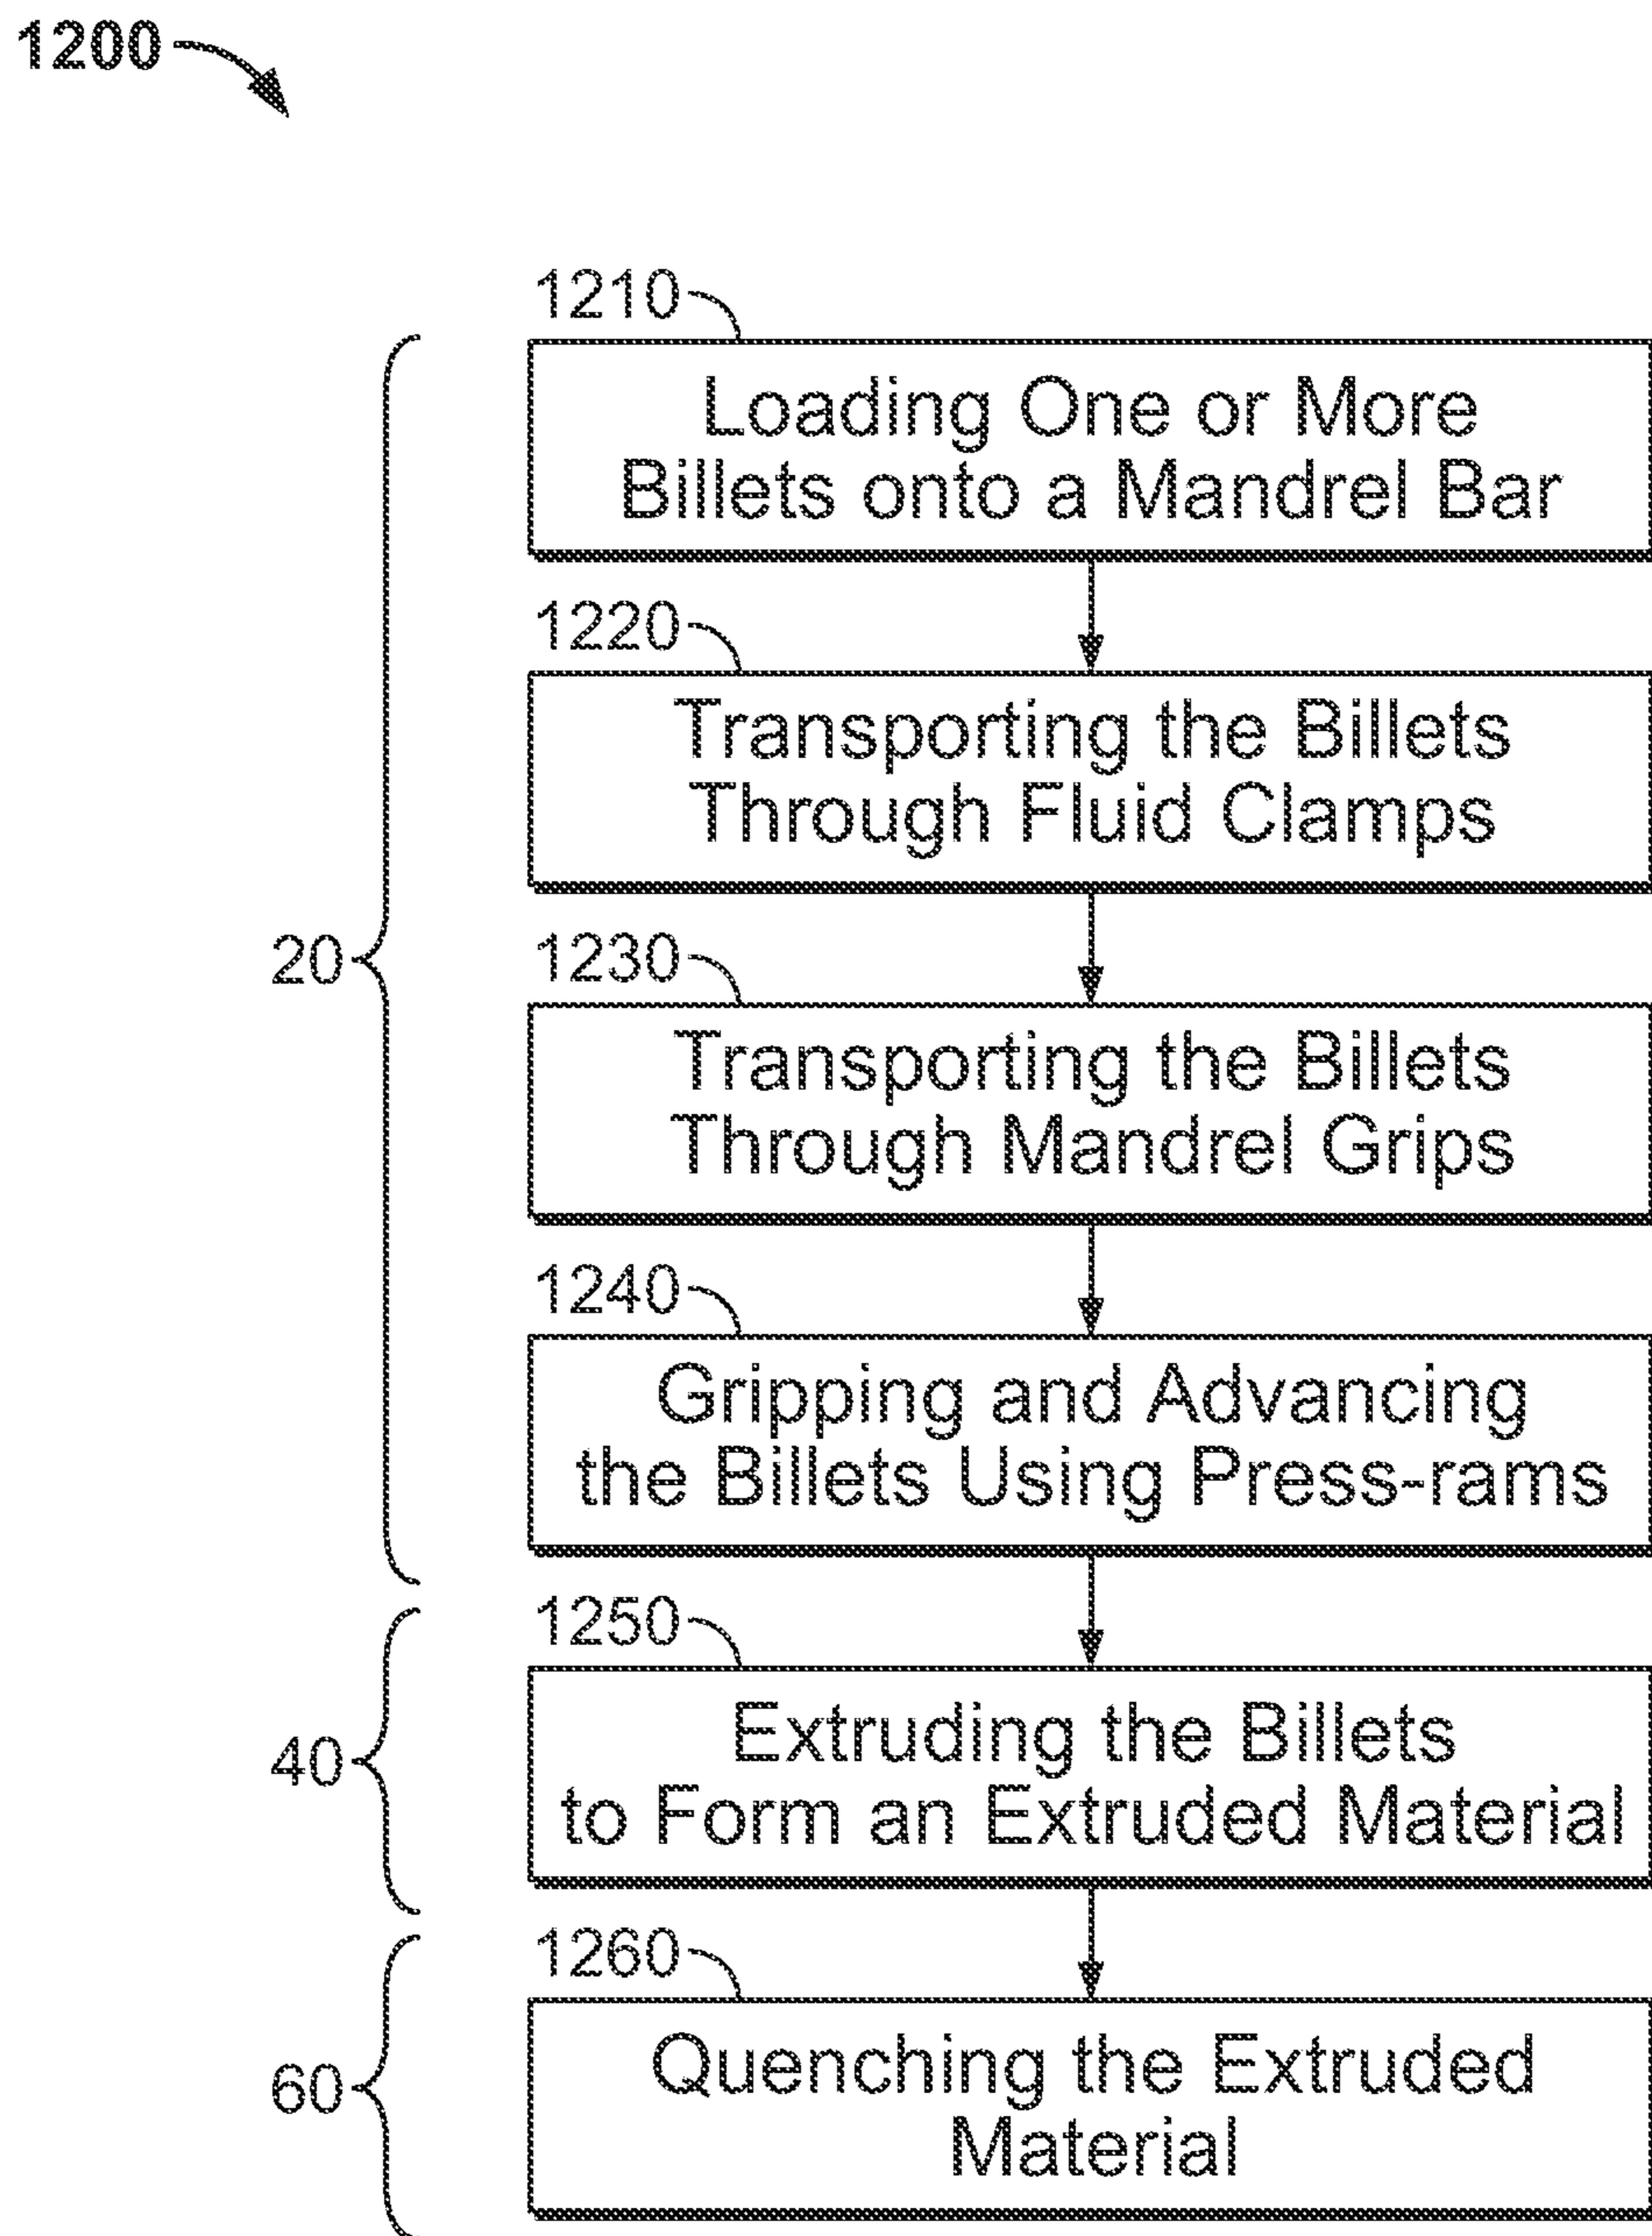 1200
1210
Loading One or More
Billets onto a Mandrel Bar
1220
Transporting the Billets
Through Fluid Clamps
20
1230
Transporting the Billets
Through Mandrel Grips
1240
Gripping and Advancing
the Billets Using Press-rams
1250
40
Extruding the Billets
to Form an Extruded Material
1260
60
Quenching the Extruded
Material